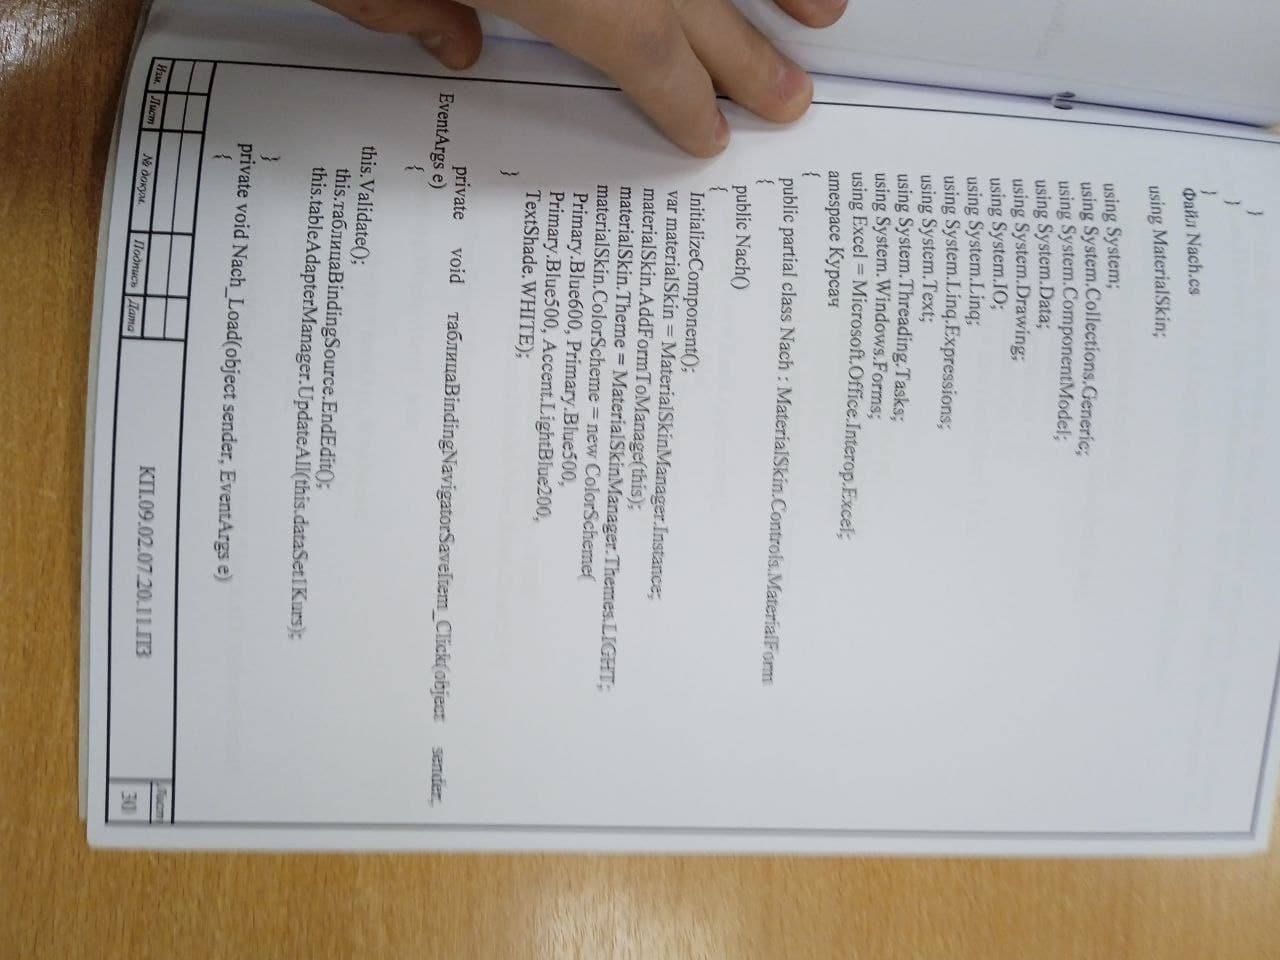 }
}
}
Файл Nach.cs
using MaterialSkin;
using System;
using System.Collections.Generic;
using System.ComponentModel;
using System.Data;
using System.Drawing;
using System.IO;
using System.Linq;
using System.Linq.Expressions;
using System.Text;
using System.Threading.Tasks;
using System.Windows.Forms;
using Excel = Microsoft.Office.Interop.Excel;
amespace Курсач
{
public partial class Nach : MaterialSkin.Controls.MaterialForm
{
public Nach()
{
InitializeComponent();
var materialSkin = MaterialSkinManager.Instance;
materialSkin.AddFormToManage(this);
materialSkin.Theme = MaterialSkinManager.Themes.LIGHT;
materialSkin.ColorScheme = new ColorScheme(
Primary.Blue600, Primary.Blue500,
Primary.Blue500, Accent.LightBlue200,
TextShade.WHITE);
}
private void таблицаBindingNavigatorSaveItem_Click(object sender,
EventArgs e)
{
this.Validate();
this.таблицаBindingSource.EndEdit();
this.tableAdapterManager.UpdateAll(this.dataSet1Kurs);
}
private void Nach_Load(object sender, EventArgs e)
{
Изм. Лист № докум. Подпись Дата
КП.09.02.07.20.11.ПЗ
Лист
30